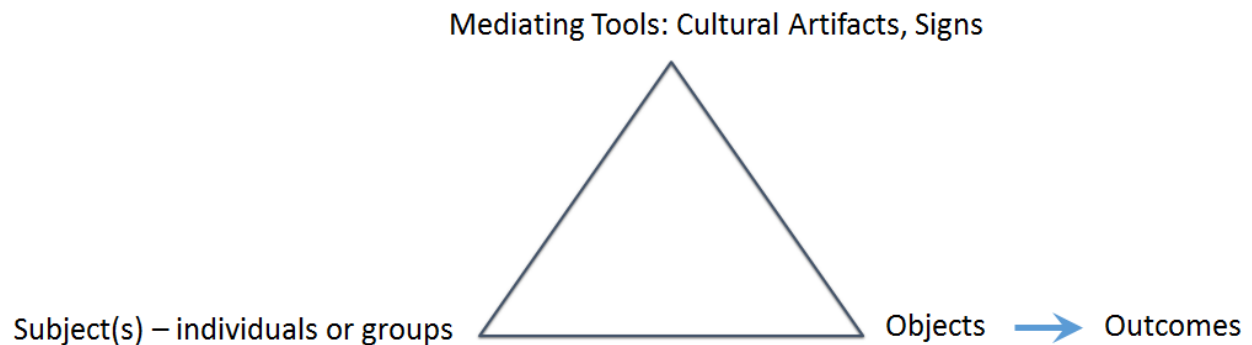 Mediating Tools: Cultural Artifacts, Signs
Subject(s) – individuals or groups
Objects
Outcomes